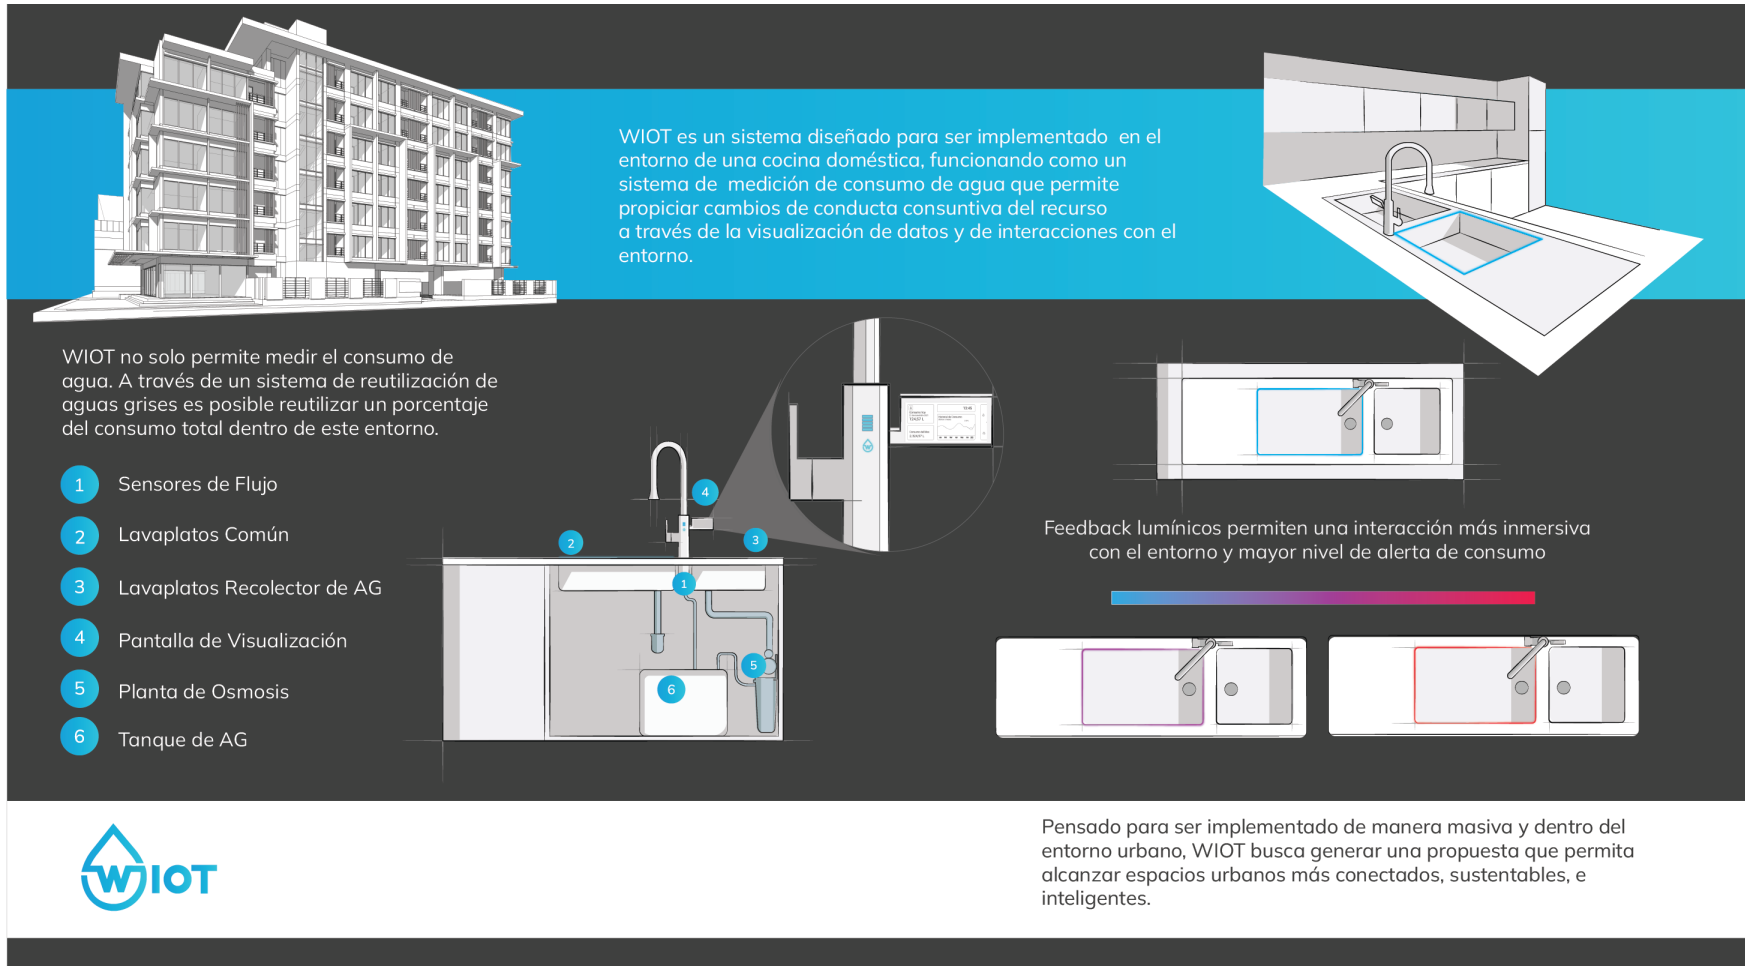 WIOT es un sistema diseñado para ser implementado en el
entorno de una cocina doméstica, funcionando como un
sistema de medición de consumo de agua que permite
propiciar cambios de conducta consuntiva del recurso
a través de la visualización de datos y de interacciones con el
entorno.
WIOT no solo permite medir el consumo de
agua. A través de un sistema de reutilización de
aguas grises es posible reutilizar un porcentaje
del consumo total dentro de este entorno.
1 Sensores de Flujo
2 Lavaplatos Común
3 Lavaplatos Recolector de AG
4 Pantalla de Visualización
5 Planta de Osmosis
6 Tanque de AG
4
2
3
1
5
6
Feedback lumínicos permiten una interacción más inmersiva
con el entorno y mayor nivel de alerta de consumo
WIOT
Pensado para ser implementado de manera masiva y dentro del
entorno urbano, WIOT busca generar una propuesta que permita
alcanzar espacios urbanos más conectados, sustentables, e
inteligentes.